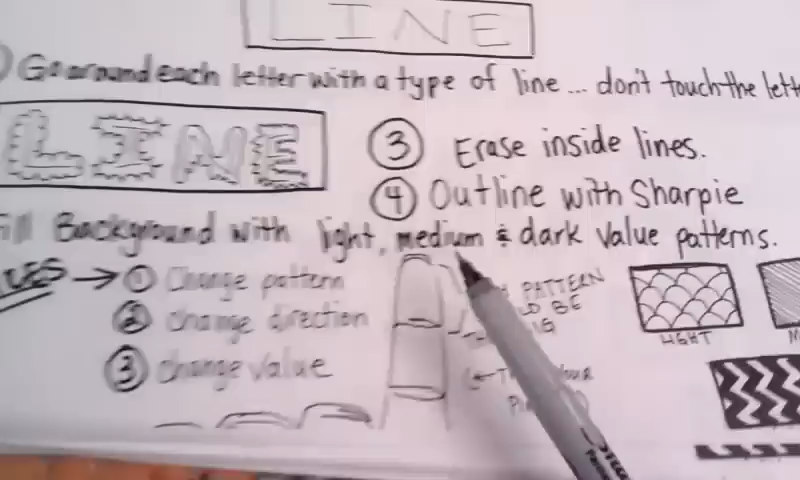 LINE
Go around each letter with a type of line... don't touch the
LINE
③ Erase inside lines.
④ Outline with Sharpie
Background with light, medium & dark value patterns.
→ ① Change pattern
② change direction
③ change value
PATTERN
BE
LIGHT